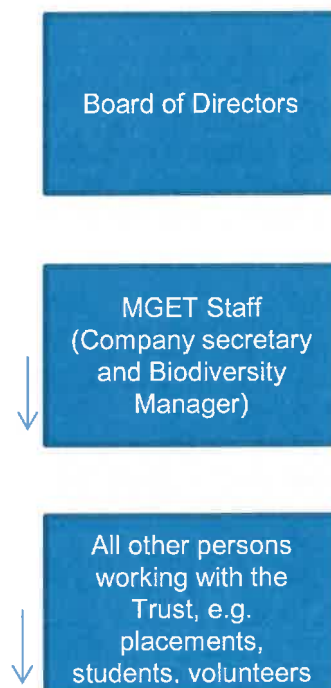 Board of Directors
MGET Staff
(Company secretary
and Biodiversity
Manager)
All other persons
working with the
Trust, e.g.
placements,
students, volunteers